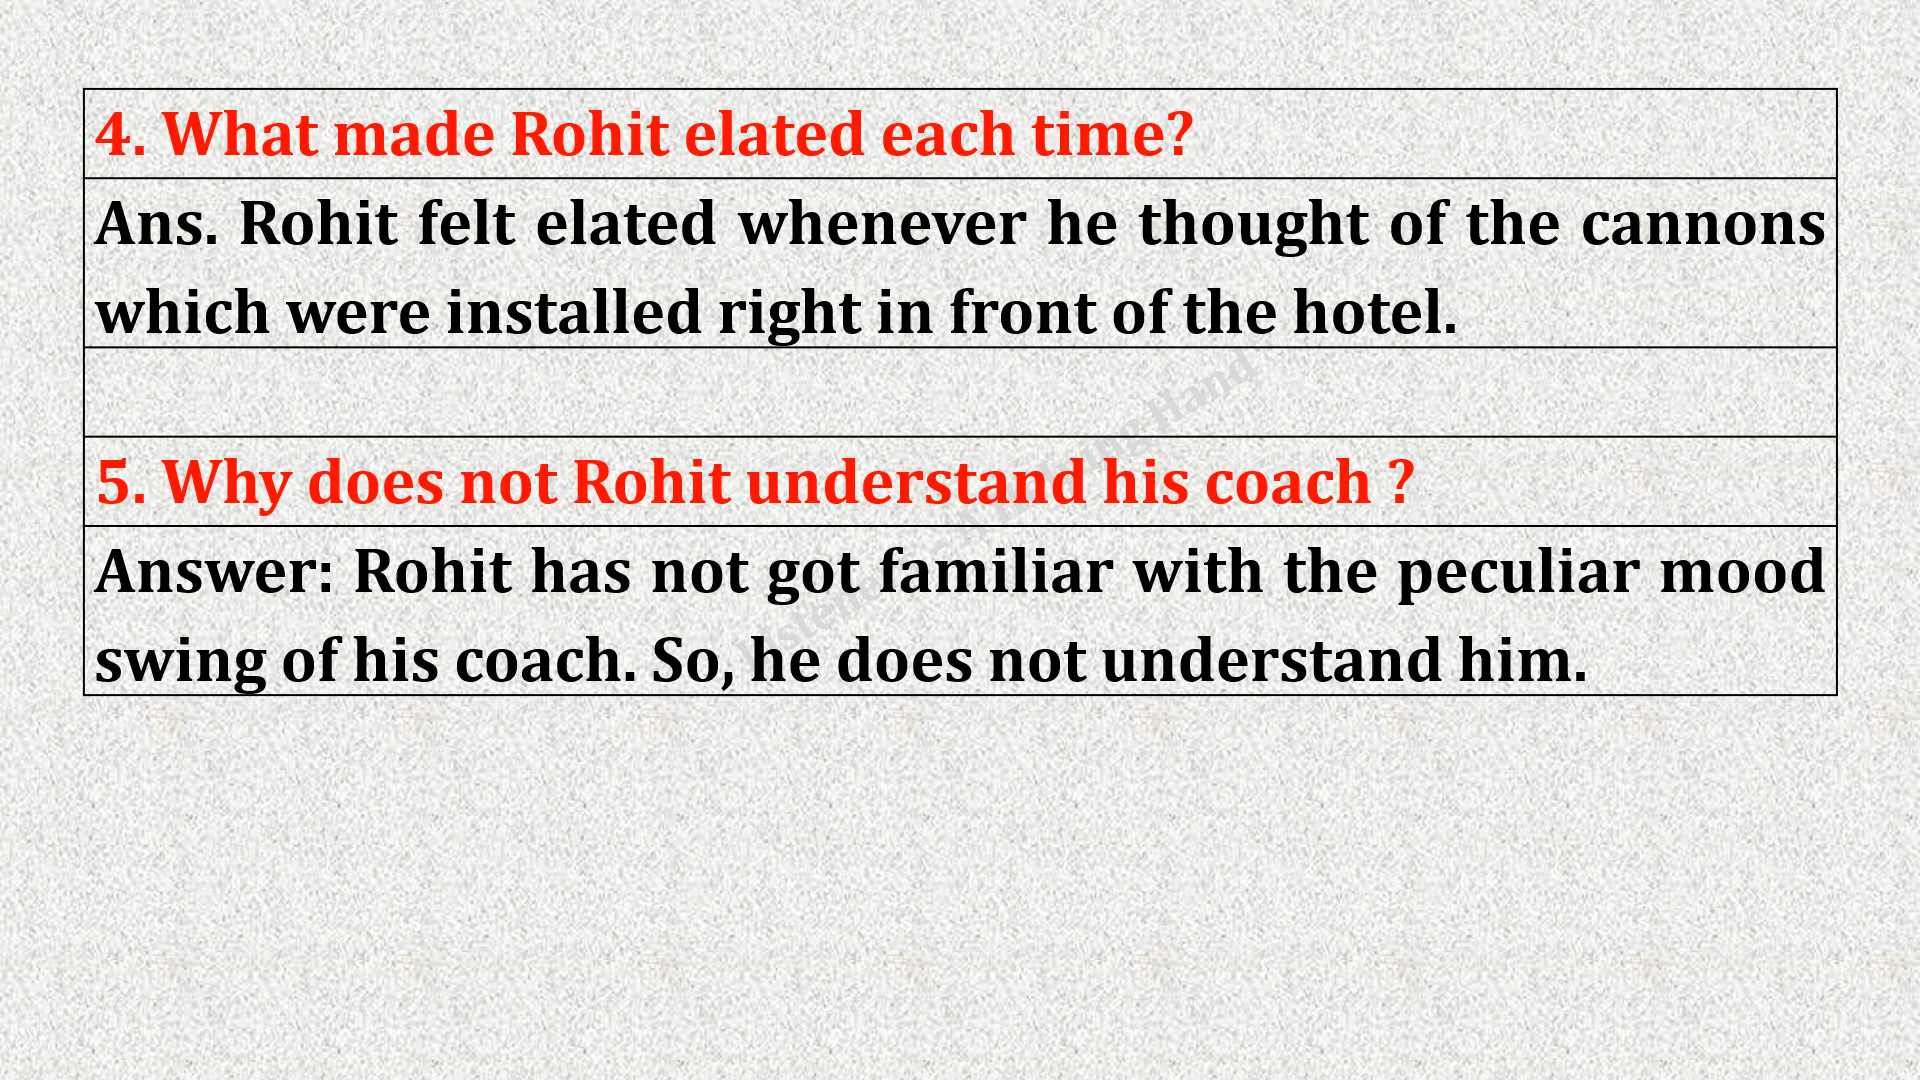 4. What made Rohit elated each time?
Ans. Rohit felt elated whenever he thought of the cannons
which were installed right in front of the hotel.
5. Why does not Rohit understand his coach ?
Answer: Rohit has not got familiar with the peculiar mood
swing of his coach. So, he does not understand him.
Hand